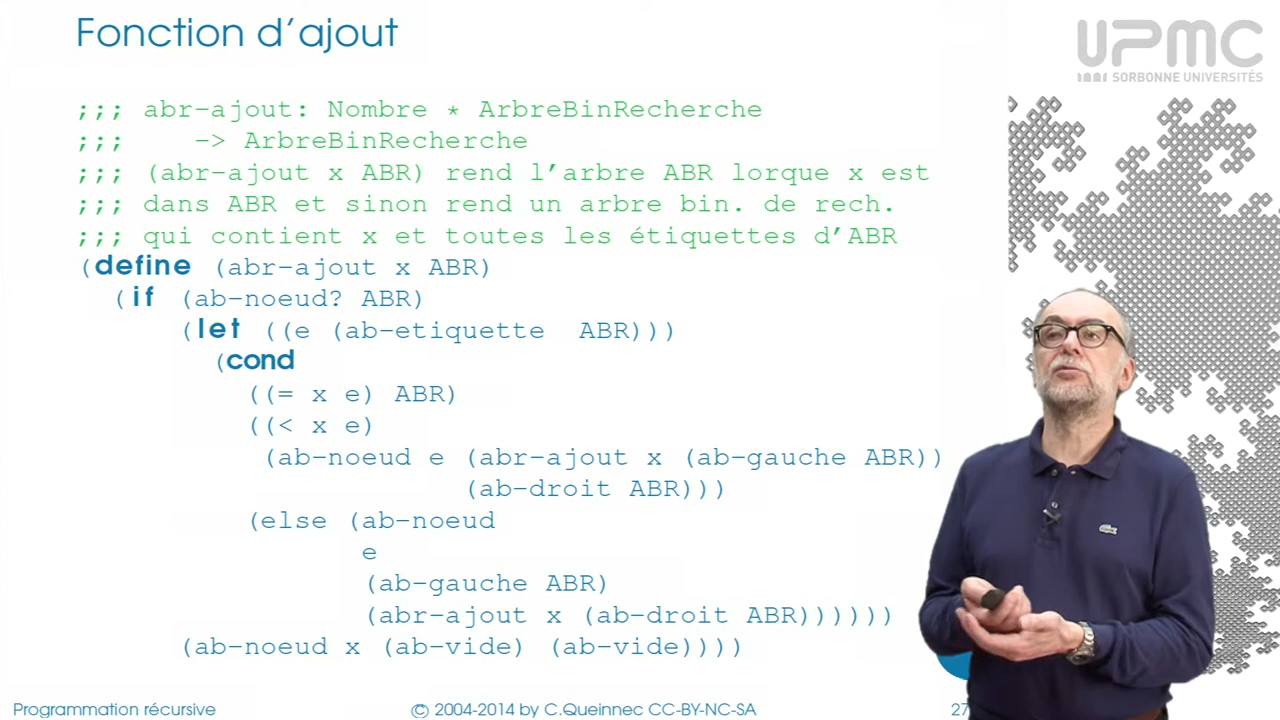 Fonction d’ajout
UPMC
SORBONNE UNIVERSITÉS
;;; abr-ajout: Nombre * ArbreBinRecherche
;;;    -> ArbreBinRecherche
;;; (abr-ajout x ABR) rend l’arbre ABR lorque x est
;;; dans ABR et sinon rend un arbre bin. de rech.
;;; qui contient x et toutes les étiquettes d’ABR
(define (abr-ajout x ABR)
  (if (ab-noeud? ABR)
      (let ((e (ab-etiquette  ABR)))
        (cond
          ((= x e) ABR)
          ((< x e)
           (ab-noeud e (abr-ajout x (ab-gauche ABR))
                       (ab-droit ABR)))
          (else (ab-noeud
                 e
                 (ab-gauche ABR)
                 (abr-ajout x (ab-droit ABR))))))
      (ab-noeud x (ab-vide) (ab-vide))))
Programmation récursive
© 2004-2014 by C.Queinnec CC-BY-NC-SA
27